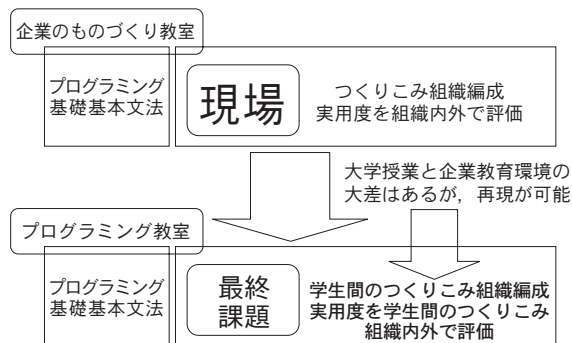 企業のものづくり教室
プログラミング
基礎基本文法
現場
つくりこみ組織編成
実用度を組織内外で評価
大学授業と企業教育環境の
大差はあるが，再現が可能
プログラミング教室
プログラミング
基礎基本文法
最終
課題
学生間のつくりこみ組織編成
実用度を学生間のつくりこみ
組織内外で評価